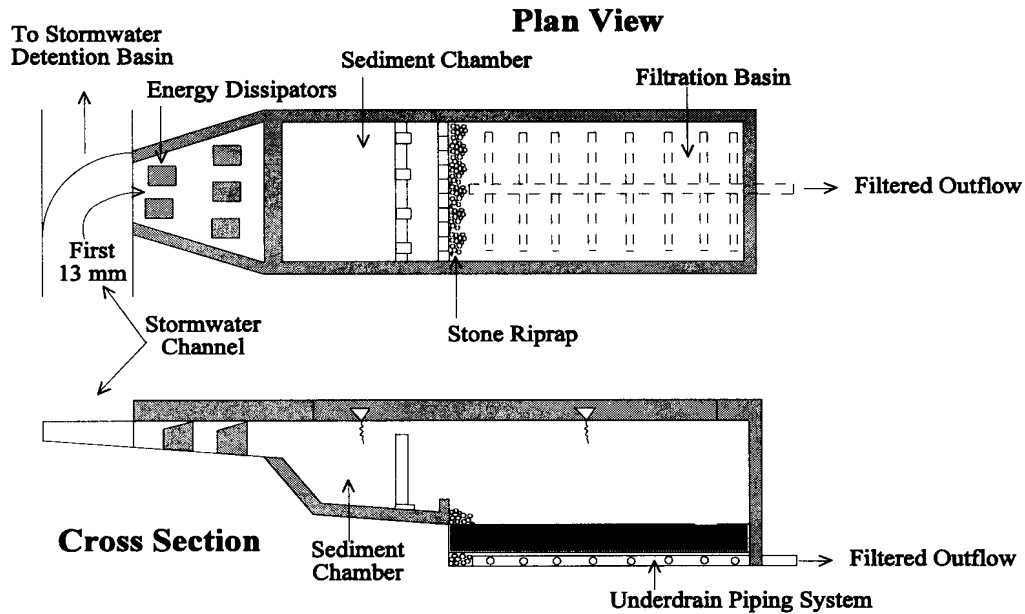 Plan View
To Stormwater
Detention Basin
Sediment Chamber
Filtration Basin
Energy Dissipators
Filtered Outflow
First
13 mm
Stormwater
Channel
Stone Riprap
Cross Section
Sediment
Chamber
Filtered Outflow
Underdrain Piping System